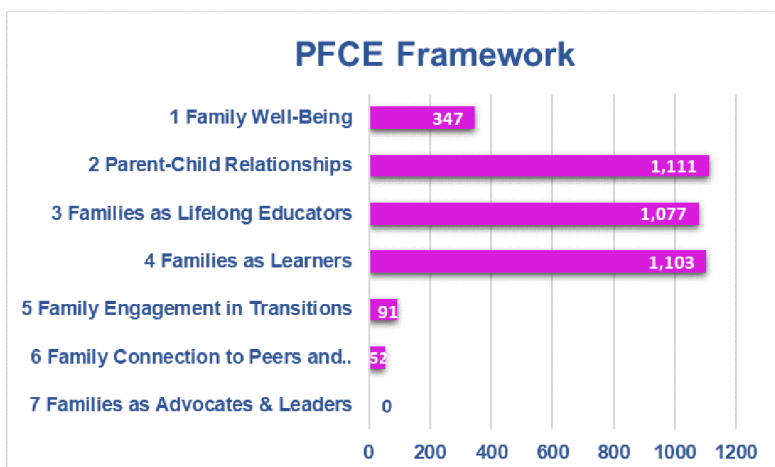 PFCE Framework
1 Family Well-Being 347
2 Parent-Child Relationships 1,111
3 Families as Lifelong Educators 1,077
4 Families as Learners 1,103
5 Family Engagement in Transitions 91
6 Family Connection to Peers and.. 52
7 Families as Advocates & Leaders 0
0 200 400 600 800 1000 1200